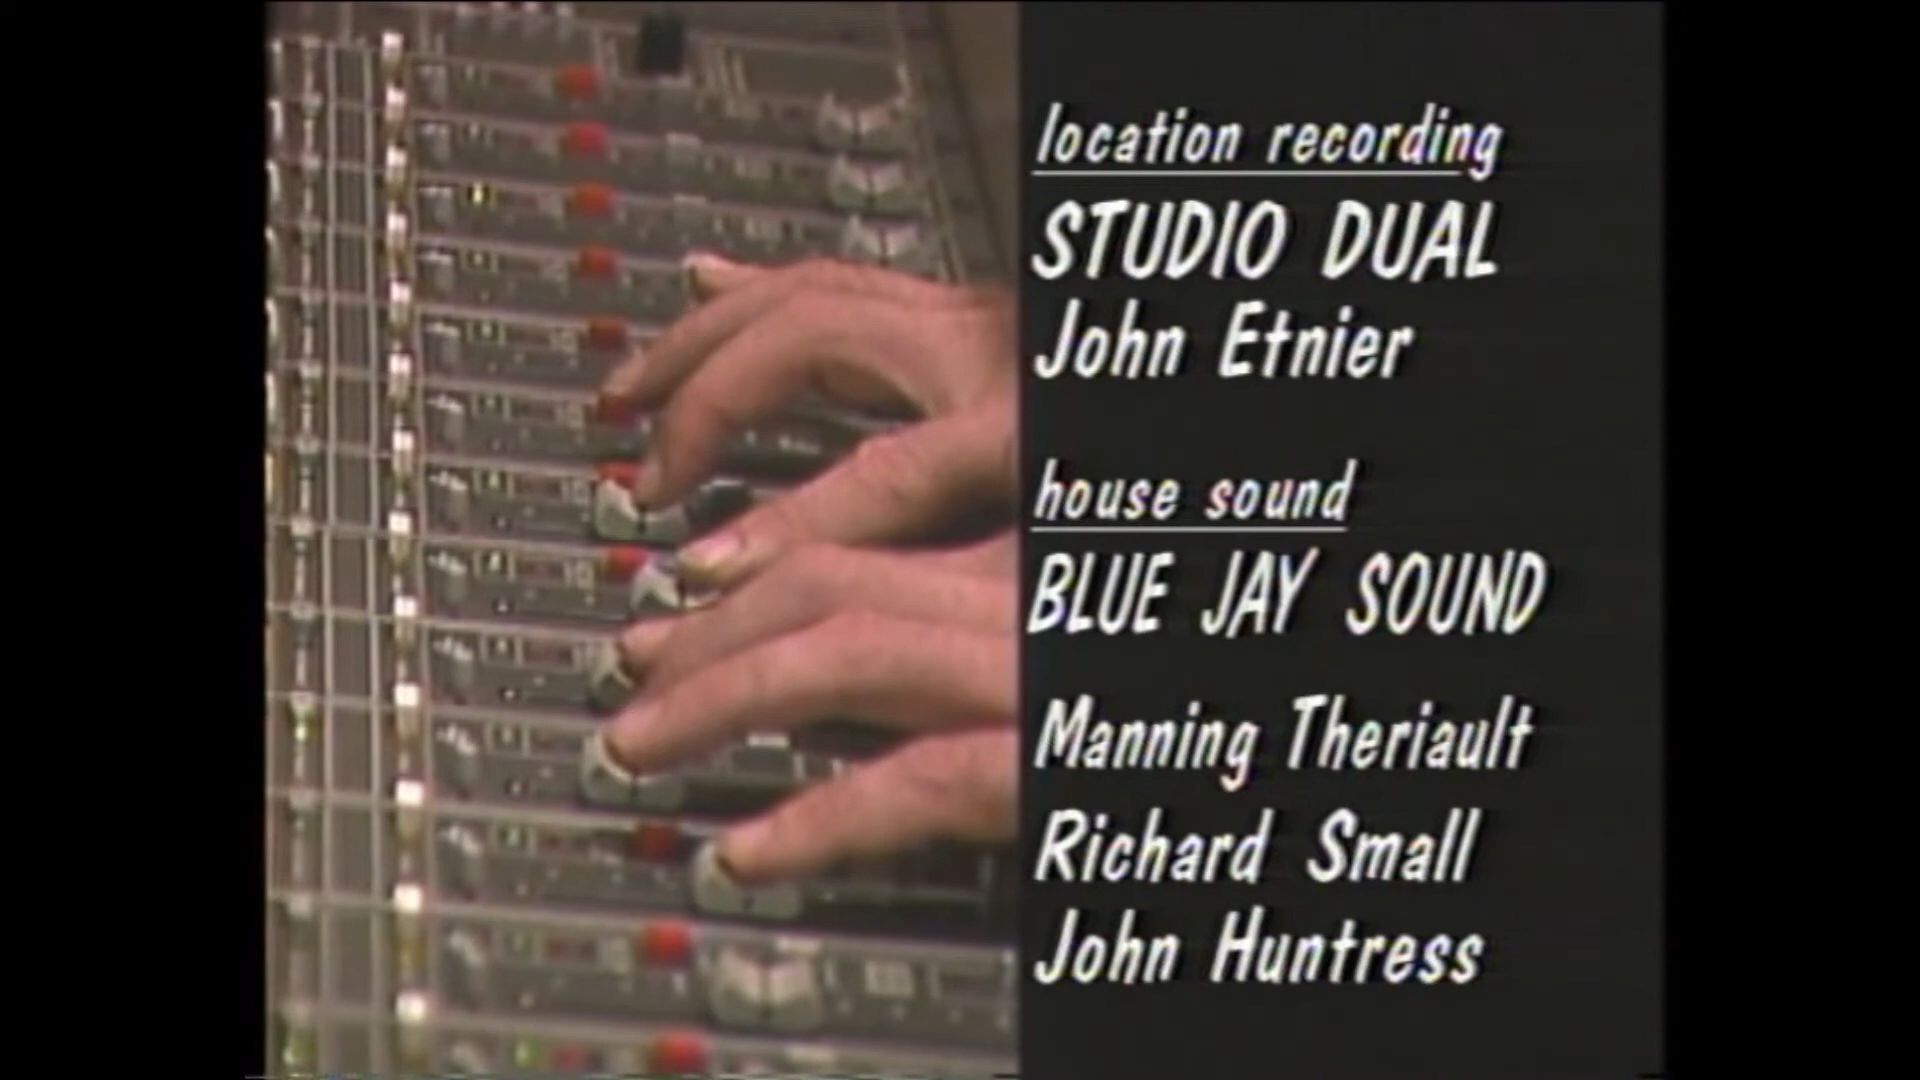 location recording
STUDIO DUAL
John Etnier
house sound
BLUE JAY SOUND
Manning Theriault
Richard Small
John Huntress